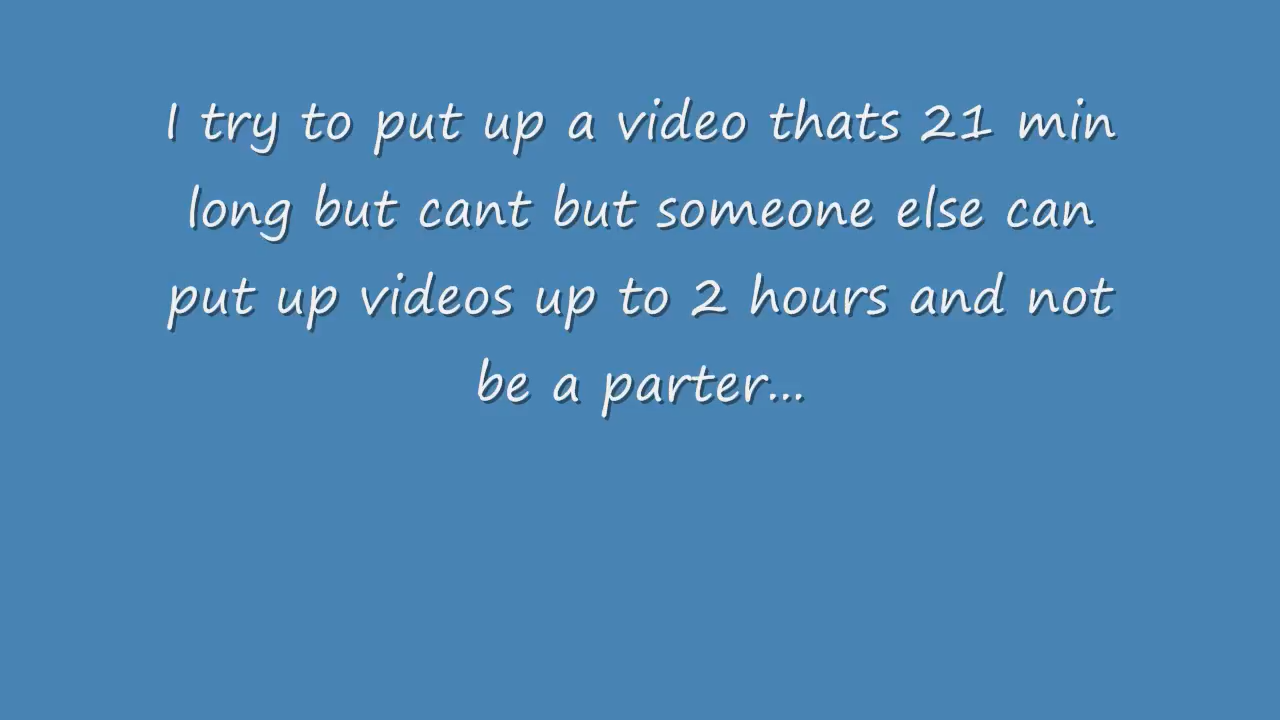 I try to put up a video thats 21 min
long but cant but someone else can
put up videos up to 2 hours and not
be a parter...